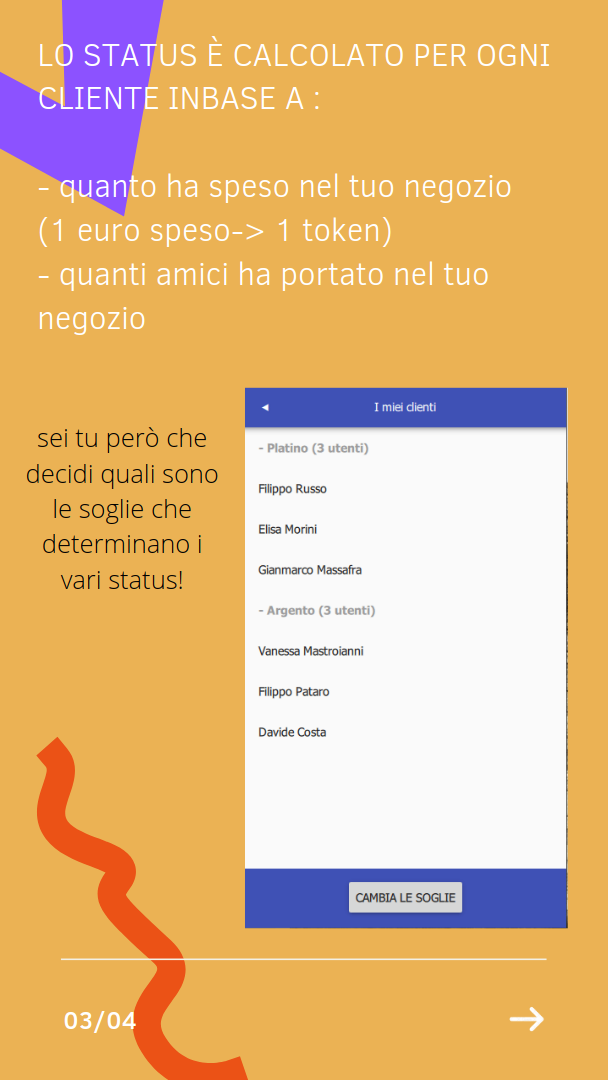 LO STATUS È CALCOLATO PER OGNI
CLIENTE INBASE A :
- quanto ha speso nel tuo negozio
(1 euro speso-> 1 token)
- quanti amici ha portato nel tuo
negozio
sei tu però che
decidi quali sono
le soglie che
determinano i
vari status!
◄ I miei clienti
- Platino (3 utenti)
Filippo Russo
Elisa Morini
Gianmarco Massafra
- Argento (3 utenti)
Vanessa Mastroianni
Filippo Pataro
Davide Costa
CAMBIA LE SOGLIE
03/04